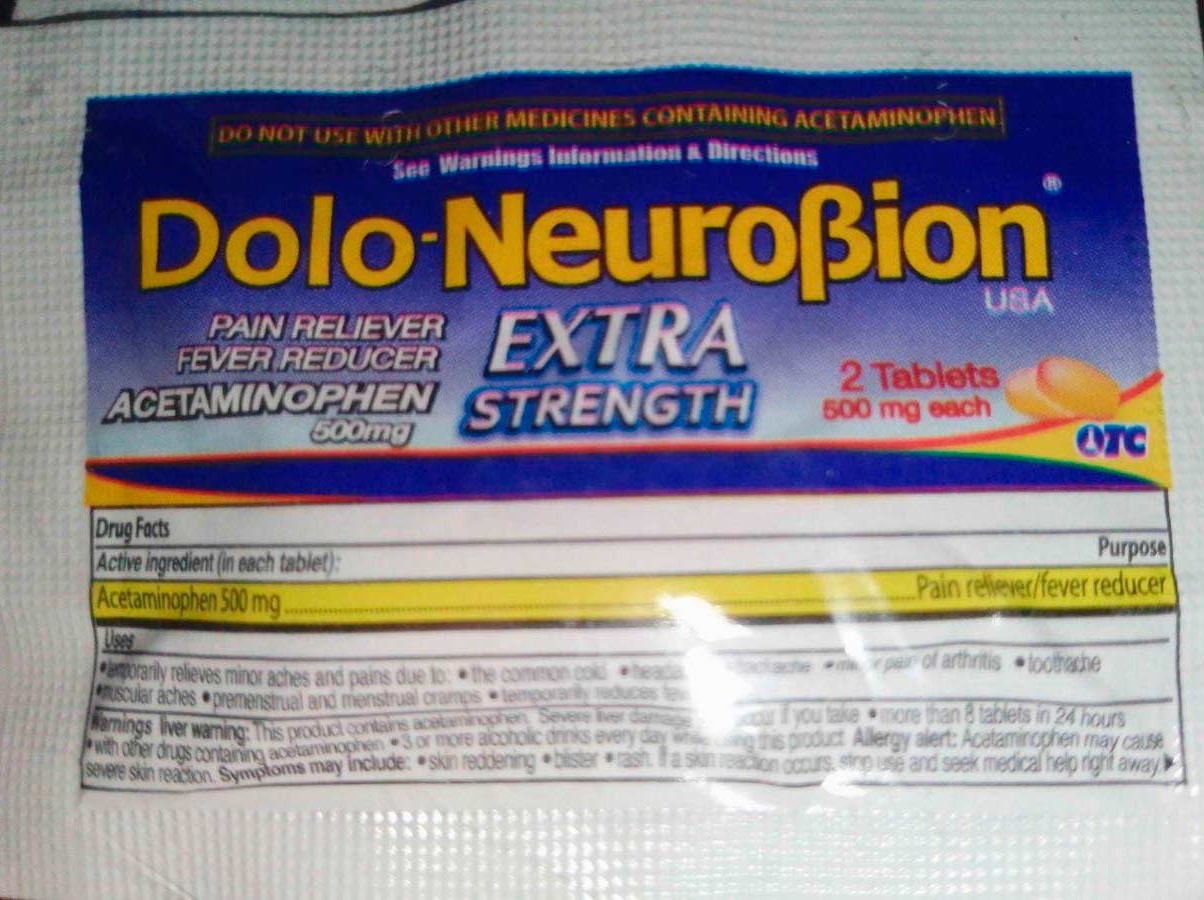 DO NOT USE WITH OTHER MEDICINES CONTAINING ACETAMINOPHEN
See Warnings Information & Directions
Dolo-Neuroßion®
USA
PAIN RELIEVER
FEVER REDUCER
ACETAMINOPHEN
500mg
EXTRA
STRENGTH
2 Tablets
500 mg each
OTC
Drug Facts
Active ingredient (in each tablet): Purpose
Acetaminophen 500 mg Pain reliever/fever reducer
Uses
•temporarily relieves minor aches and pains due to: • the common cold • of arthritis • toothache
•muscular aches •premenstrual and menstrual cramps • temporarily reduces
Warnings liver warning: This product contains acetaminophen. Severe liver damage if you take • more than 8 tablets in 24 hours
•with other drugs containing acetaminophen •3 or more alcoholic drinks every day this product Allergy alert: Acetaminophen may cause
severe skin reaction. Symptoms may include: •skin reddening •blister •rash. If a skin reaction occurs, stop use and seek medical help right away